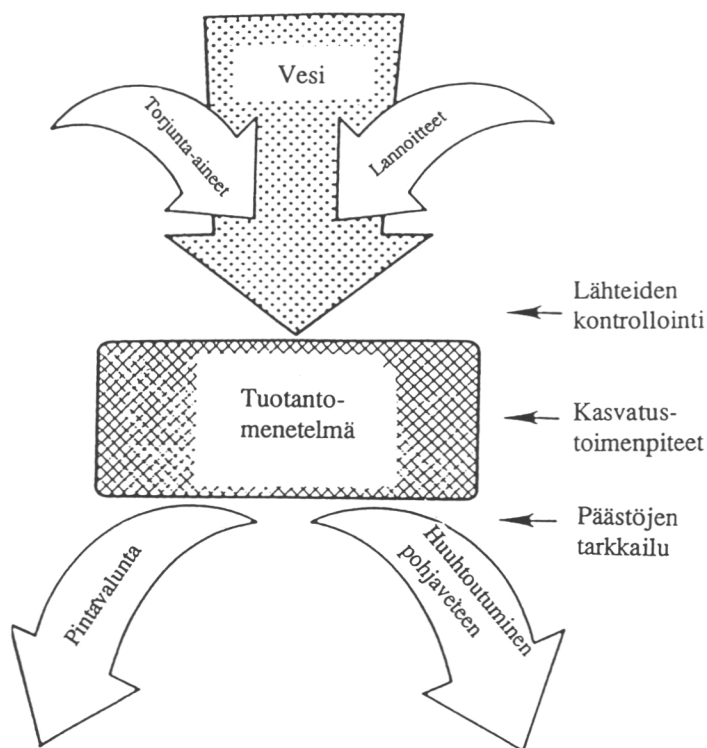 Vesi
Torjunta-aineet
Lannoitteet
Lähteiden
kontrollointi
Tuotanto-
menetelmä
Kasvatus-
toimenpiteet
Päästöjen
tarkkailu
Pintavalunta
Huuhtoutuminen
pohjaveteen